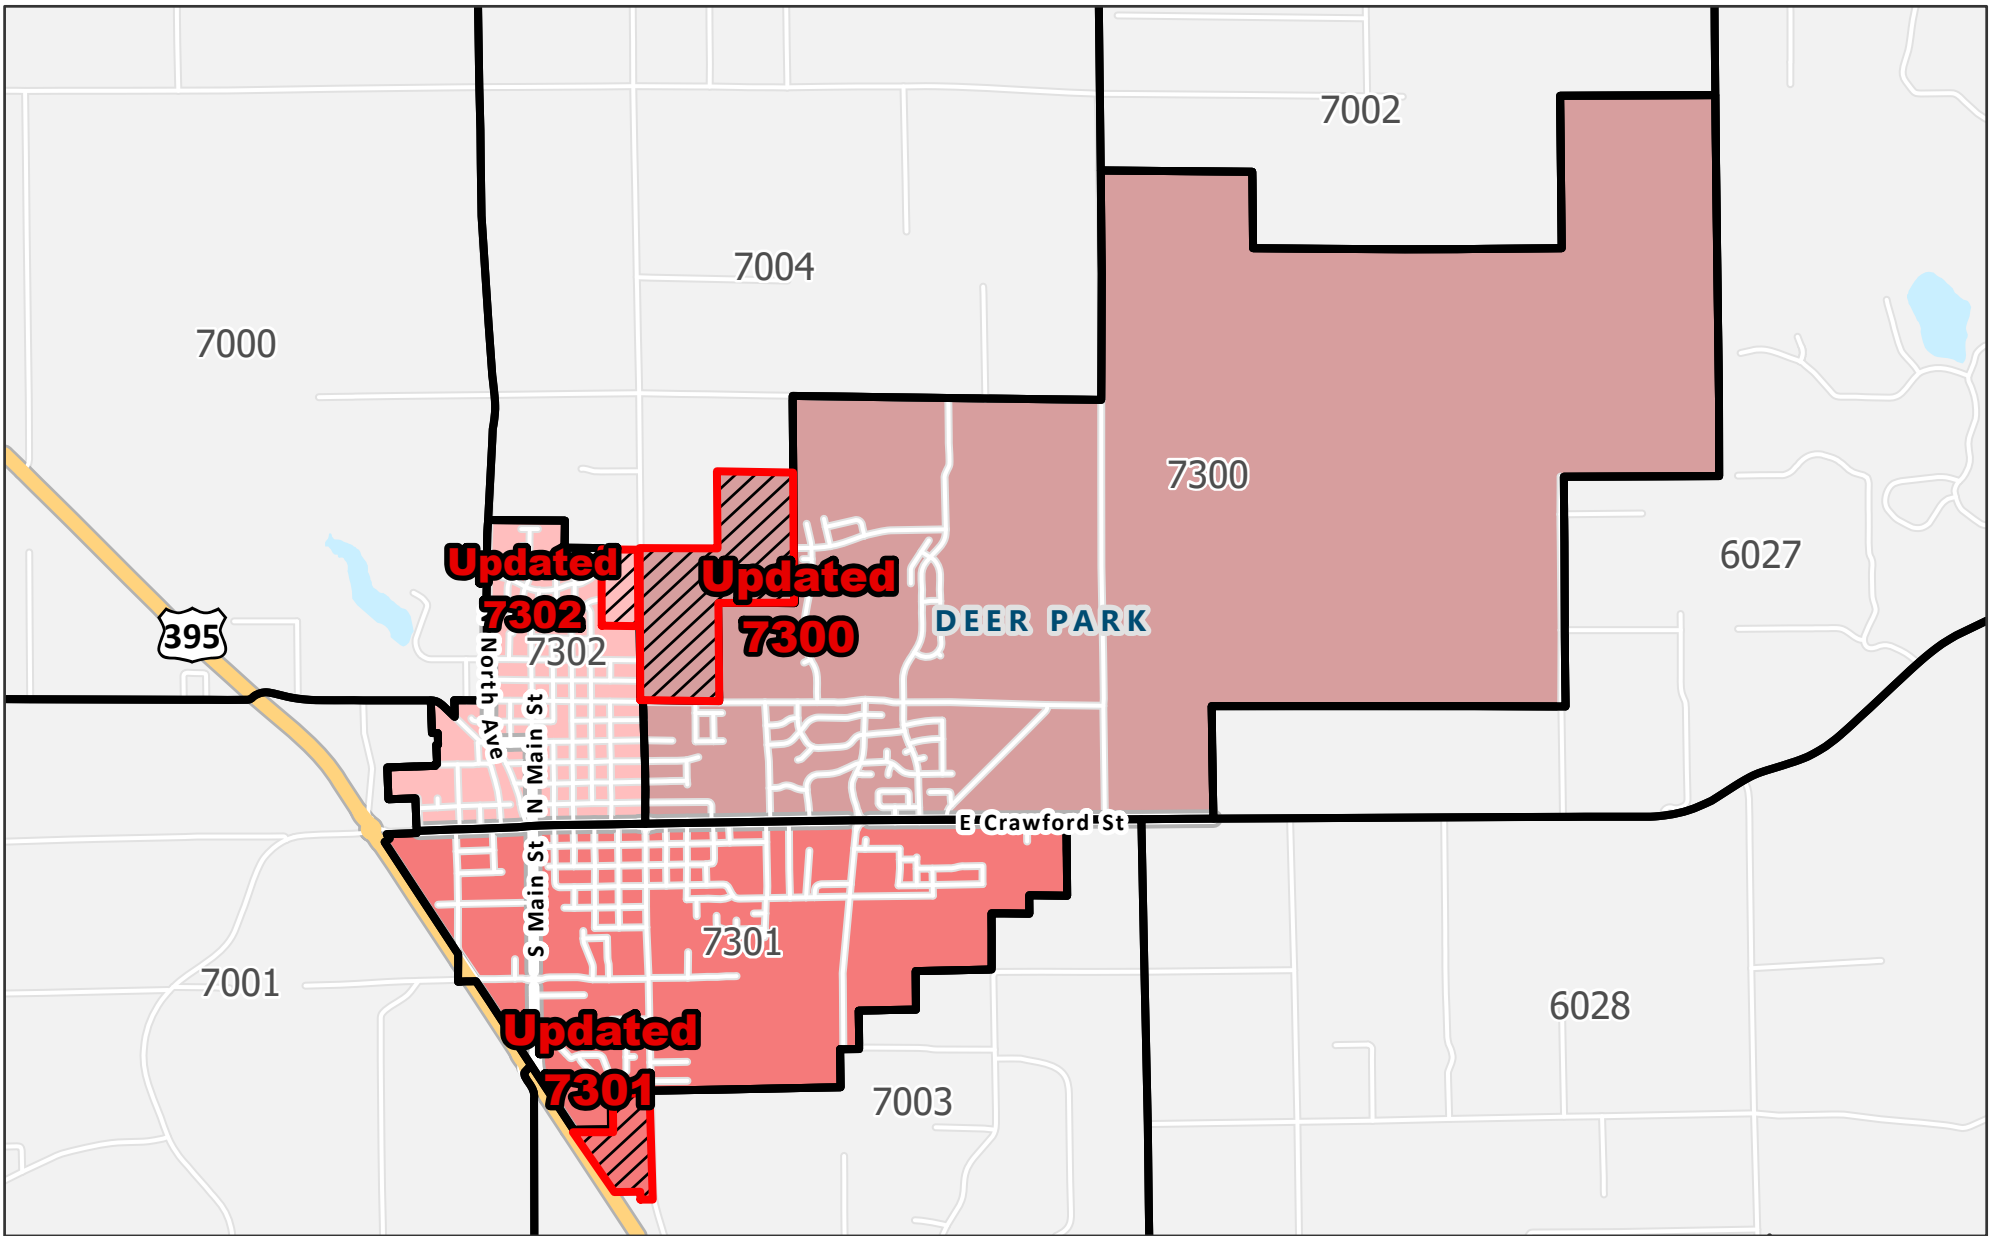 7002
7004
7000
7300
6027
Updated
7302
Updated
7300
DEER PARK
395
7302
North Ave
N Main St
E Crawford St
S Main St
7301
7001
6028
Updated
7301
7003